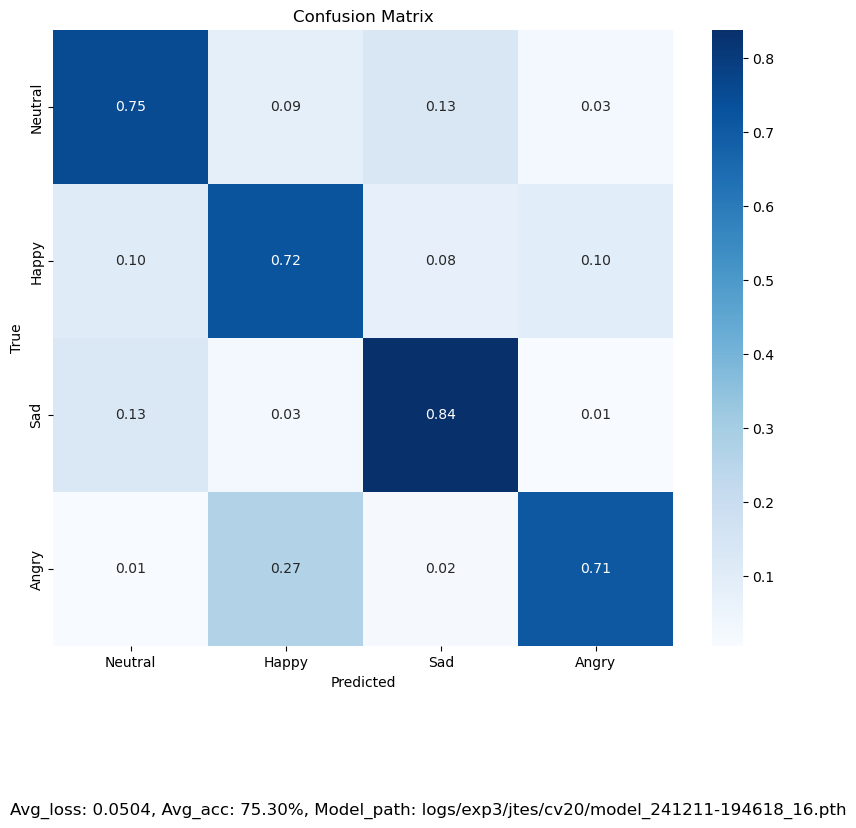 Confusion Matrix
Neutral 0.75 0.09 0.13 0.03
Happy 0.10 0.72 0.08 0.10
Sad 0.13 0.03 0.84 0.01
Angry 0.01 0.27 0.02 0.71
True
Neutral Happy Sad Angry
Predicted
0.8
0.7
0.6
0.5
0.4
0.3
0.2
0.1
Avg_loss: 0.0504, Avg_acc: 75.30%, Model_path: logs/exp3/jtes/cv20/model_241211-194618_16.pth